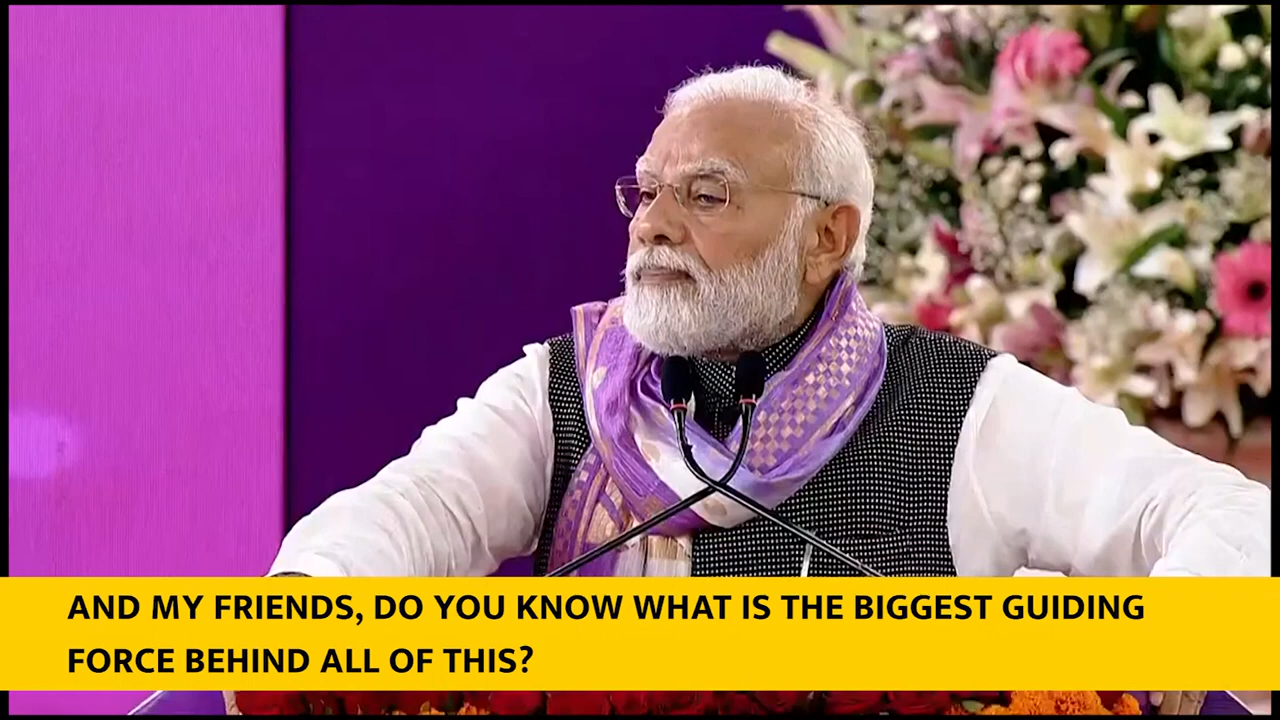 AND MY FRIENDS, DO YOU KNOW WHAT IS THE BIGGEST GUIDING
FORCE BEHIND ALL OF THIS?